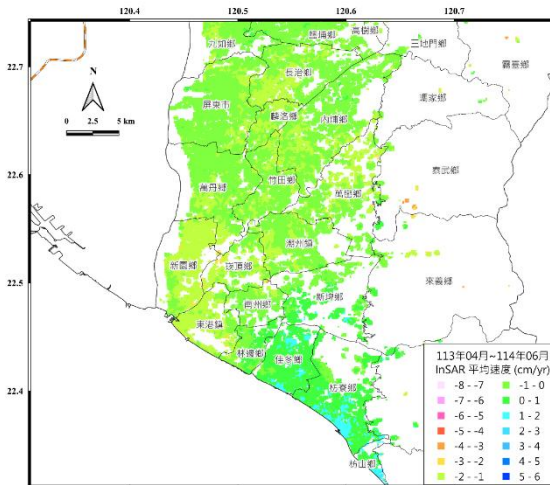 120.4 120.5 120.6 120.7
高樹鄉
九如鄉
鹽埔鄉
三地門鄉
霧臺鄉
22.7
長治鄉
N
瑪家鄉
屏東市
麟洛鄉
內埔鄉
0 2.5 5 km
泰武鄉
22.6
竹田鄉
萬丹鄉
萬巒鄉
潮州鎮
新園鄉
崁頂鄉
來義鄉
22.5
新埤鄉
南州鄉
東港鎮
林邊鄉
佳冬鄉
枋寮鄉
22.4
枋山鄉
113年04月~114年06月
InSAR 平均速度 (cm/yr)
-8 - -7 -1 - 0
-7 - -6 0 - 1
-6 - -5 1 - 2
-5 - -4 2 - 3
-4 - -3 3 - 4
-3 - -2 4 - 5
-2 - -1 5 - 6